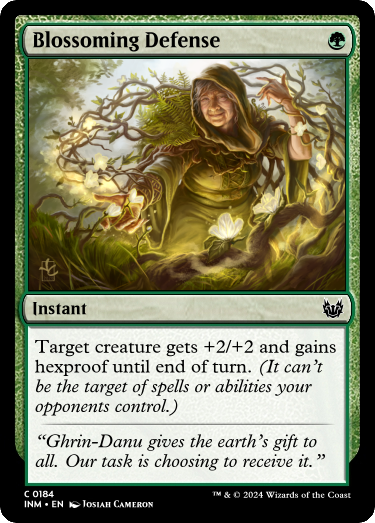 Blossoming Defense
Instant
Target creature gets +2/+2 and gains
hexproof until end of turn. (It can't
be the target of spells or abilities your
opponents control.)
“Ghrin-Danu gives the earth's gift to
all. Our task is choosing to receive it.”
C 0184
INM • EN Josiah Cameron
™ & © 2024 Wizards of the Coast